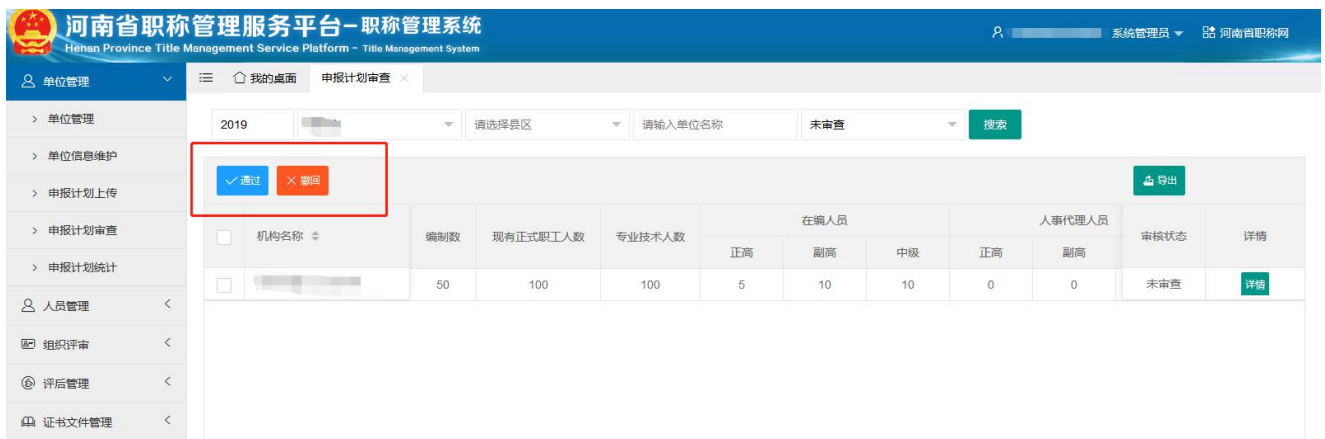 河南省职称管理服务平台-职称管理系统
Henan Province Title Management Service Platform - Title Management System
系统管理员
河南省职称网
单位管理
我的桌面 申报计划审查
单位管理
2019 请选择县区 请输入单位名称 未审查 搜索
单位信息维护
通过 撤回 导出
申报计划上传
申报计划审查
机构名称 编制数 现有正式职工人数 专业技术人数 在编人员 人事代理人员 审核状态 详情
正高 副高 中级 正高 副高
申报计划统计
50 100 100 5 10 10 0 0 未审查 详情
人员管理
组织评审
评后管理
证书文件管理